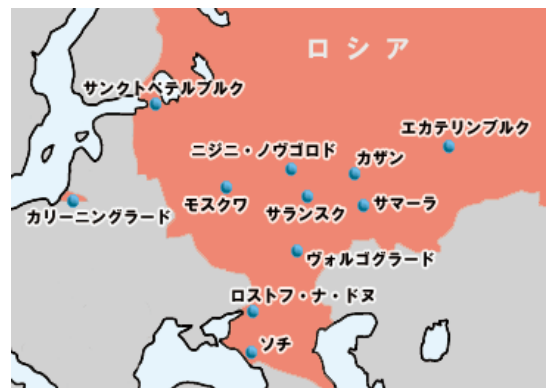 ロシア
サンクトペテルブルク
エカテリンブルク
ニジニ・ノヴゴロド
カザン
モスクワ
サランスク
サマーラ
カリーニングラード
ヴォルゴグラード
ロストフ・ナ・ドヌ
ソチ